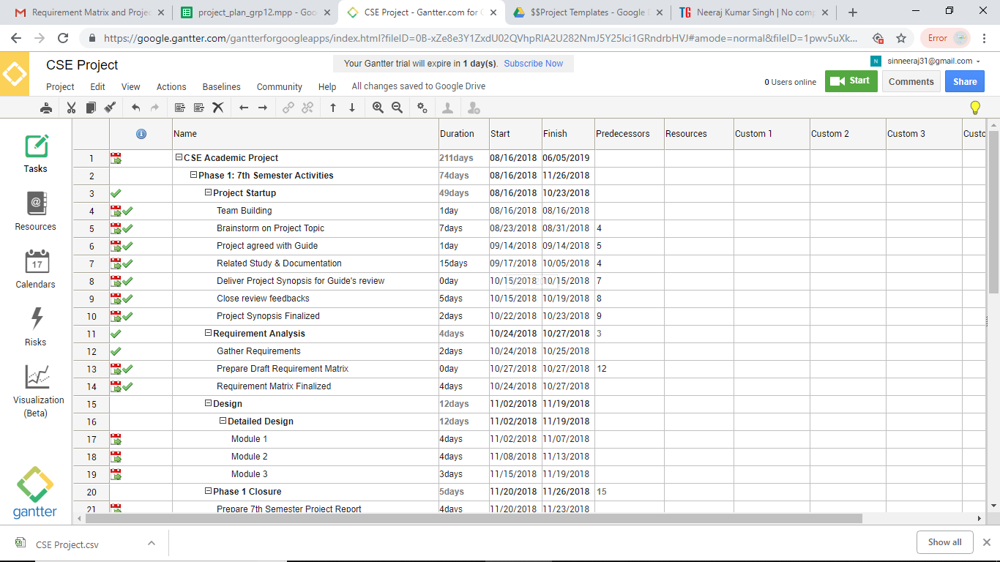 Requirement Matrix and Projec
project_plan_grp12.mpp - Goo
CSE Project - Gantter.com for G
$$Project Templates - Google D
TG Neeraj Kumar Singh | No comp
https://google.gantter.com/gantterforgoogleapps/index.html?fileID=0B-xZe8e3Y1ZxdU02QVhpRlA2U282NmJ5Y25lci1GRndrbHVJ#amode=normal&fileID=1pwv5uXk...
Error
CSE Project
Your Gantter trial will expire in 1 day(s). Subscribe Now
N sinneeraj31@gmail.com
Project Edit View Actions Baselines Community Help All changes saved to Google Drive
0 Users online Start Comments Share
Tasks
Resources
17
Calendars
Risks
Visualization
(Beta)
gantter
Name Duration Start Finish Predecessors Resources Custom 1 Custom 2 Custom 3 Custo
1 CSE Academic Project 211days 08/16/2018 06/05/2019
2 Phase 1: 7th Semester Activities 74days 08/16/2018 11/26/2018
3 Project Startup 49days 08/16/2018 10/23/2018
4 Team Building 1day 08/16/2018 08/16/2018
5 Brainstorm on Project Topic 7days 08/23/2018 08/31/2018 4
6 Project agreed with Guide 1day 09/14/2018 09/14/2018 5
7 Related Study & Documentation 15days 09/17/2018 10/05/2018 4
8 Deliver Project Synopsis for Guide's review 0day 10/15/2018 10/15/2018 7
9 Close review feedbacks 5days 10/15/2018 10/19/2018 8
10 Project Synopsis Finalized 2days 10/22/2018 10/23/2018 9
11 Requirement Analysis 4days 10/24/2018 10/27/2018 3
12 Gather Requirements 2days 10/24/2018 10/25/2018
13 Prepare Draft Requirement Matrix 0day 10/27/2018 10/27/2018 12
14 Requirement Matrix Finalized 4days 10/24/2018 10/27/2018
15 Design 12days 11/02/2018 11/19/2018
16 Detailed Design 12days 11/02/2018 11/19/2018
17 Module 1 4days 11/02/2018 11/07/2018
18 Module 2 4days 11/08/2018 11/13/2018
19 Module 3 3days 11/15/2018 11/19/2018
20 Phase 1 Closure 5days 11/20/2018 11/26/2018 15
21 Prepare 7th Semester Project Report 4days 11/20/2018 11/23/2018
CSE Project.csv
Show all